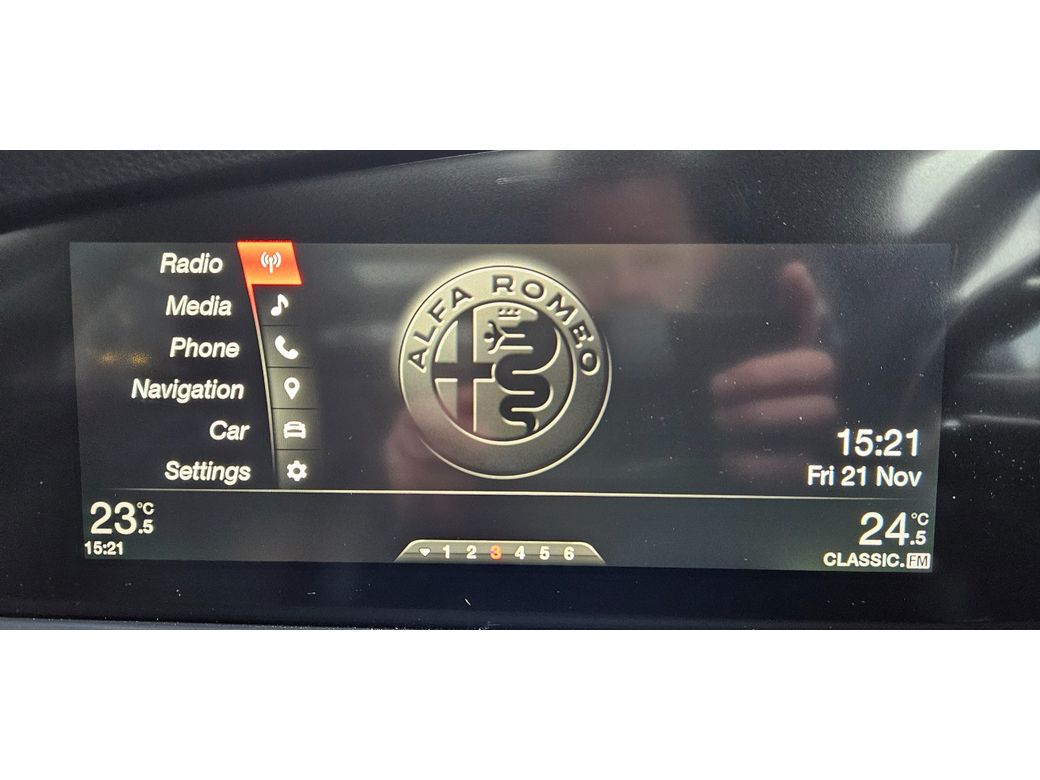 Radio
Media
Phone
Navigation
Car
Settings
ALFA ROMEO
15:21
Fri 21 Nov
23.5°C
15:21
1 2 3 4 5 6
24.5°C
CLASSIC. FM